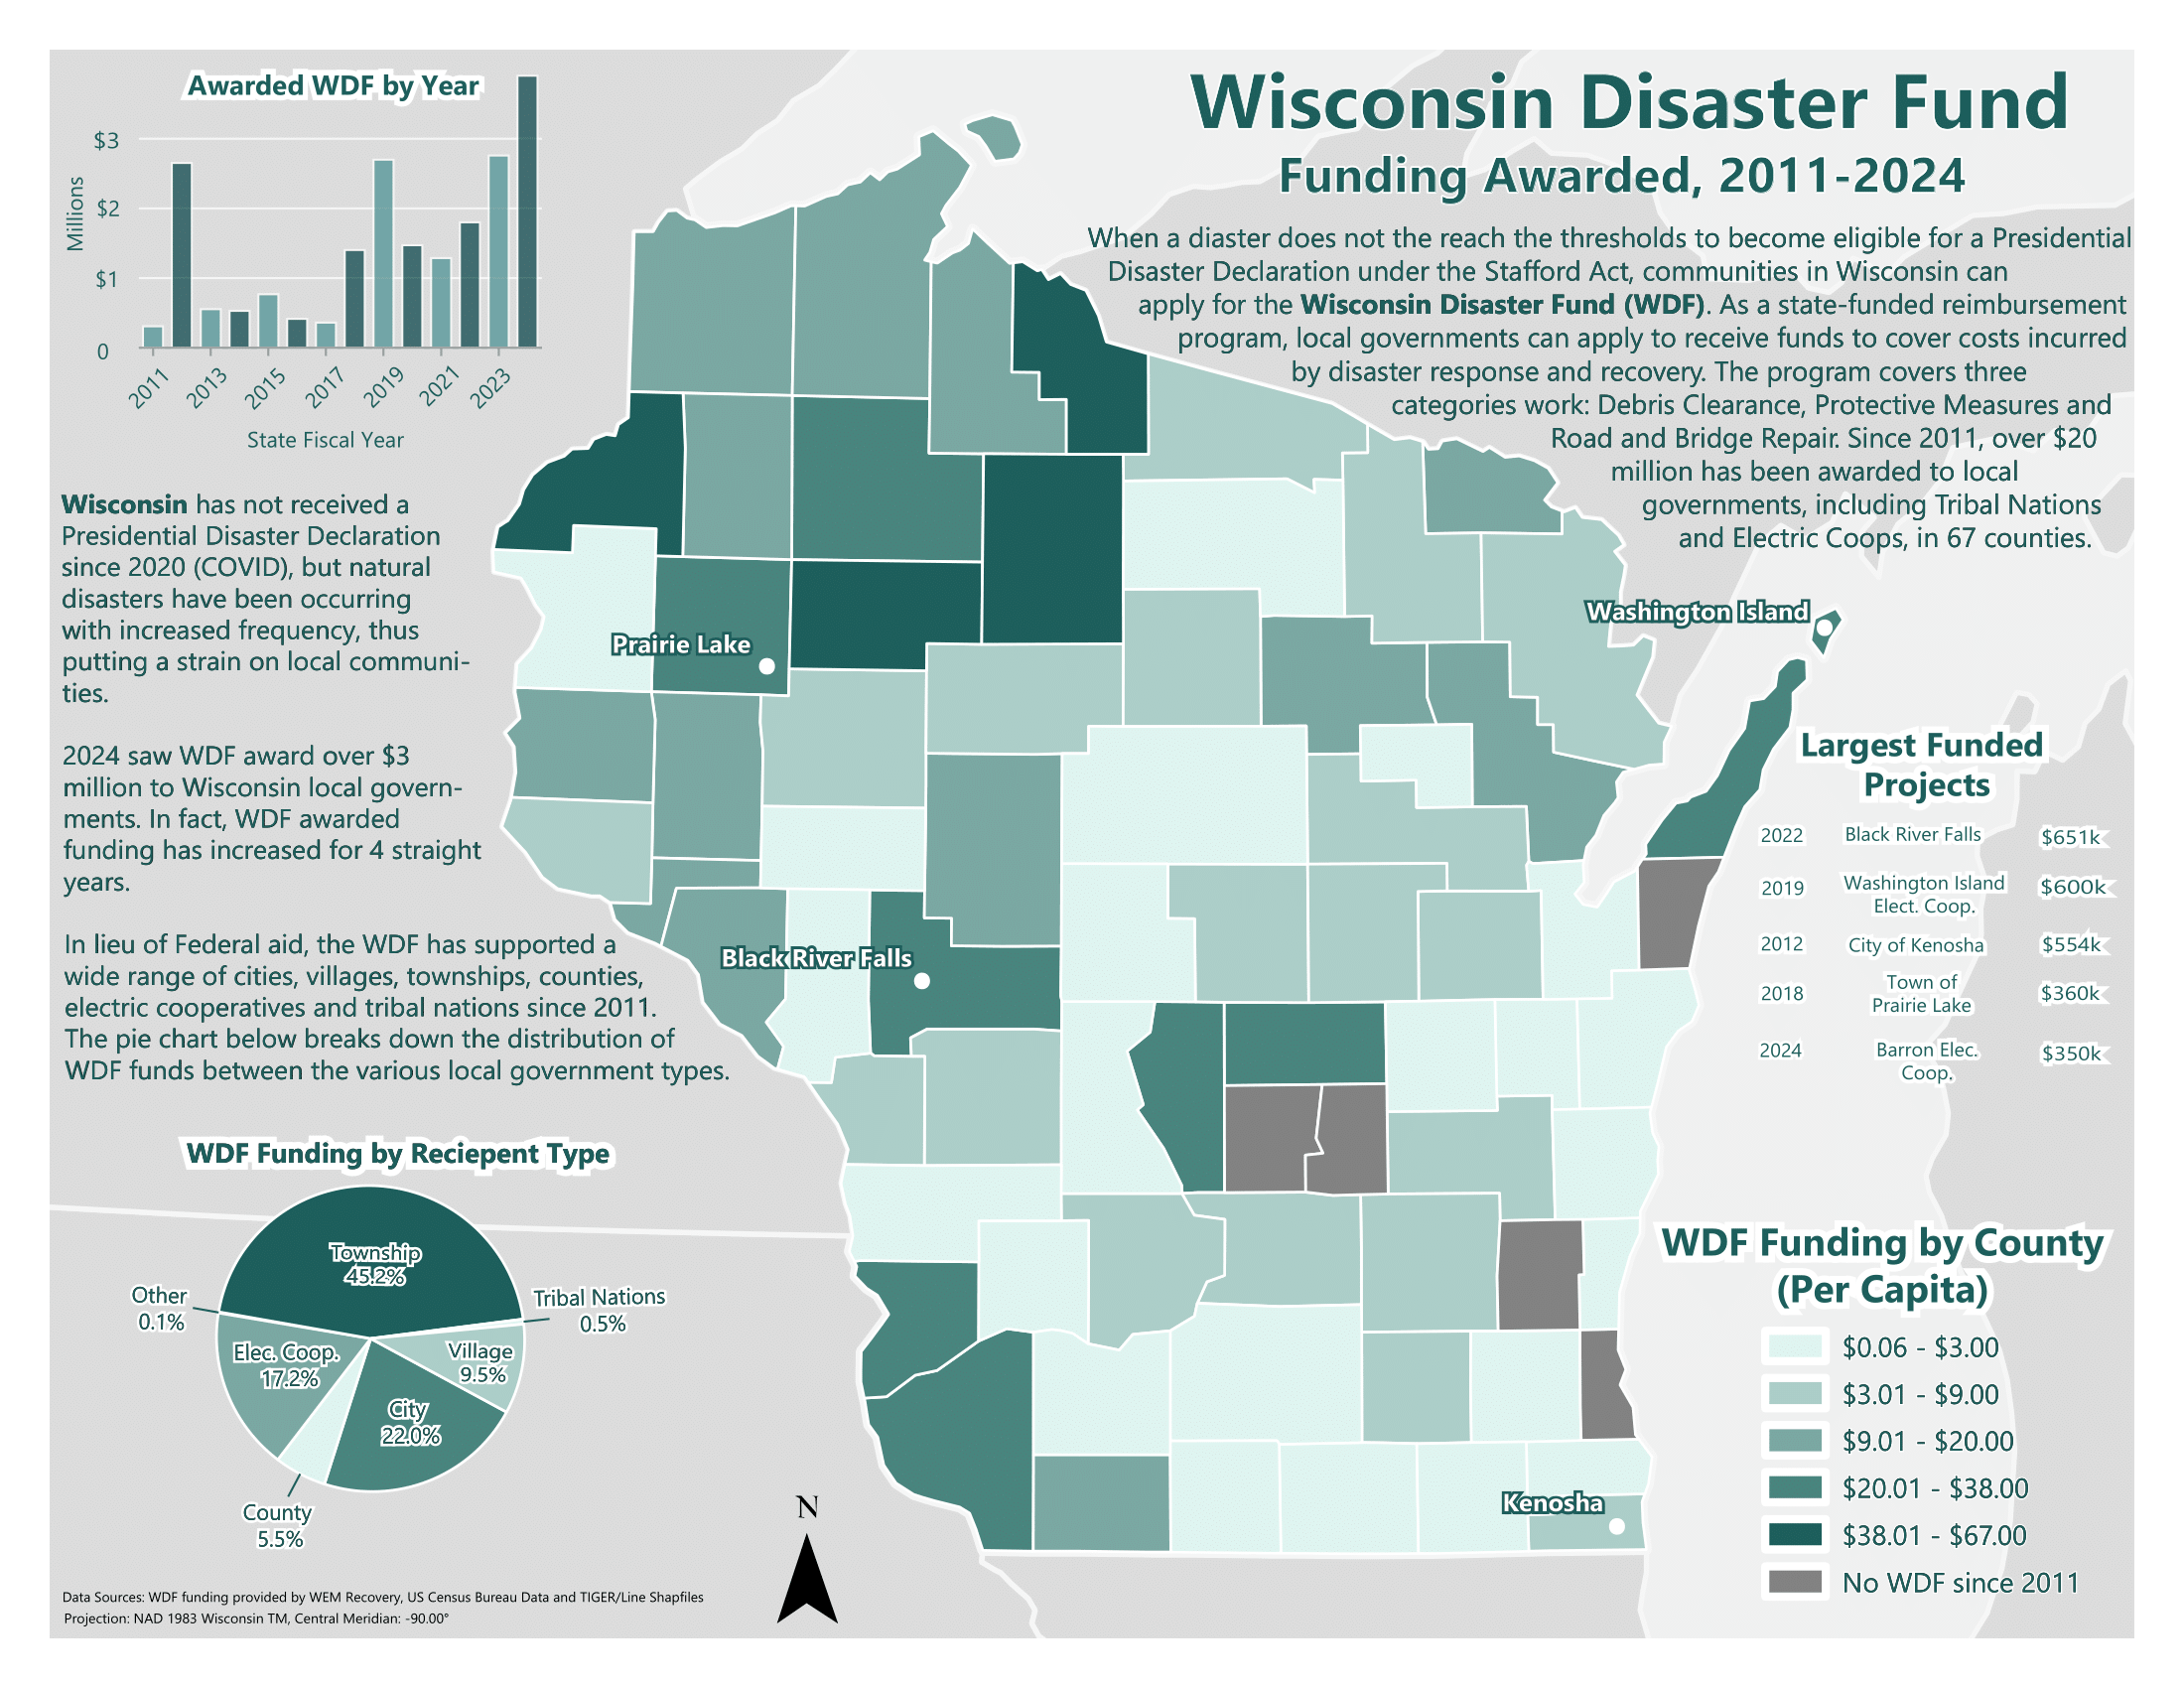 Wisconsin Disaster Fund
Funding Awarded, 2011-2024
When a diaster does not the reach the thresholds to become eligible for a Presidential
Disaster Declaration under the Stafford Act, communities in Wisconsin can
apply for the Wisconsin Disaster Fund (WDF). As a state-funded reimbursement
program, local governments can apply to receive funds to cover costs incurred
by disaster response and recovery. The program covers three
categories work: Debris Clearance, Protective Measures and
Road and Bridge Repair. Since 2011, over $20
million has been awarded to local
governments, including Tribal Nations
and Electric Coops, in 67 counties.
Awarded WDF by Year
Millions
$3
$2
$1
0
2011
2013
2015
2017
2019
2021
2023
State Fiscal Year
Wisconsin has not received a
Presidential Disaster Declaration
since 2020 (COVID), but natural
disasters have been occurring
with increased frequency, thus
putting a strain on local communi-
ties.
2024 saw WDF award over $3
million to Wisconsin local govern-
ments. In fact, WDF awarded
funding has increased for 4 straight
years.
In lieu of Federal aid, the WDF has supported a
wide range of cities, villages, townships, counties,
electric cooperatives and tribal nations since 2011.
The pie chart below breaks down the distribution of
WDF funds between the various local government types.
WDF Funding by Reciepent Type
Township
45.2%
Other
0.1%
Tribal Nations
0.5%
Elec. Coop.
17.2%
Village
9.5%
City
22.0%
County
5.5%
Prairie Lake
Washington Island
Black River Falls
Kenosha
Largest Funded
Projects
2022 Black River Falls $651k
2019 Washington Island
Elect. Coop. $600k
2012 City of Kenosha $554k
2018 Town of
Prairie Lake $360k
2024 Barron Elec.
Coop. $350k
WDF Funding by County
(Per Capita)
$0.06 - $3.00
$3.01 - $9.00
$9.01 - $20.00
$20.01 - $38.00
$38.01 - $67.00
No WDF since 2011
N
Data Sources: WDF funding provided by WEM Recovery, US Census Bureau Data and TIGER/Line Shapfiles
Projection: NAD 1983 Wisconsin TM, Central Meridian: -90.00°